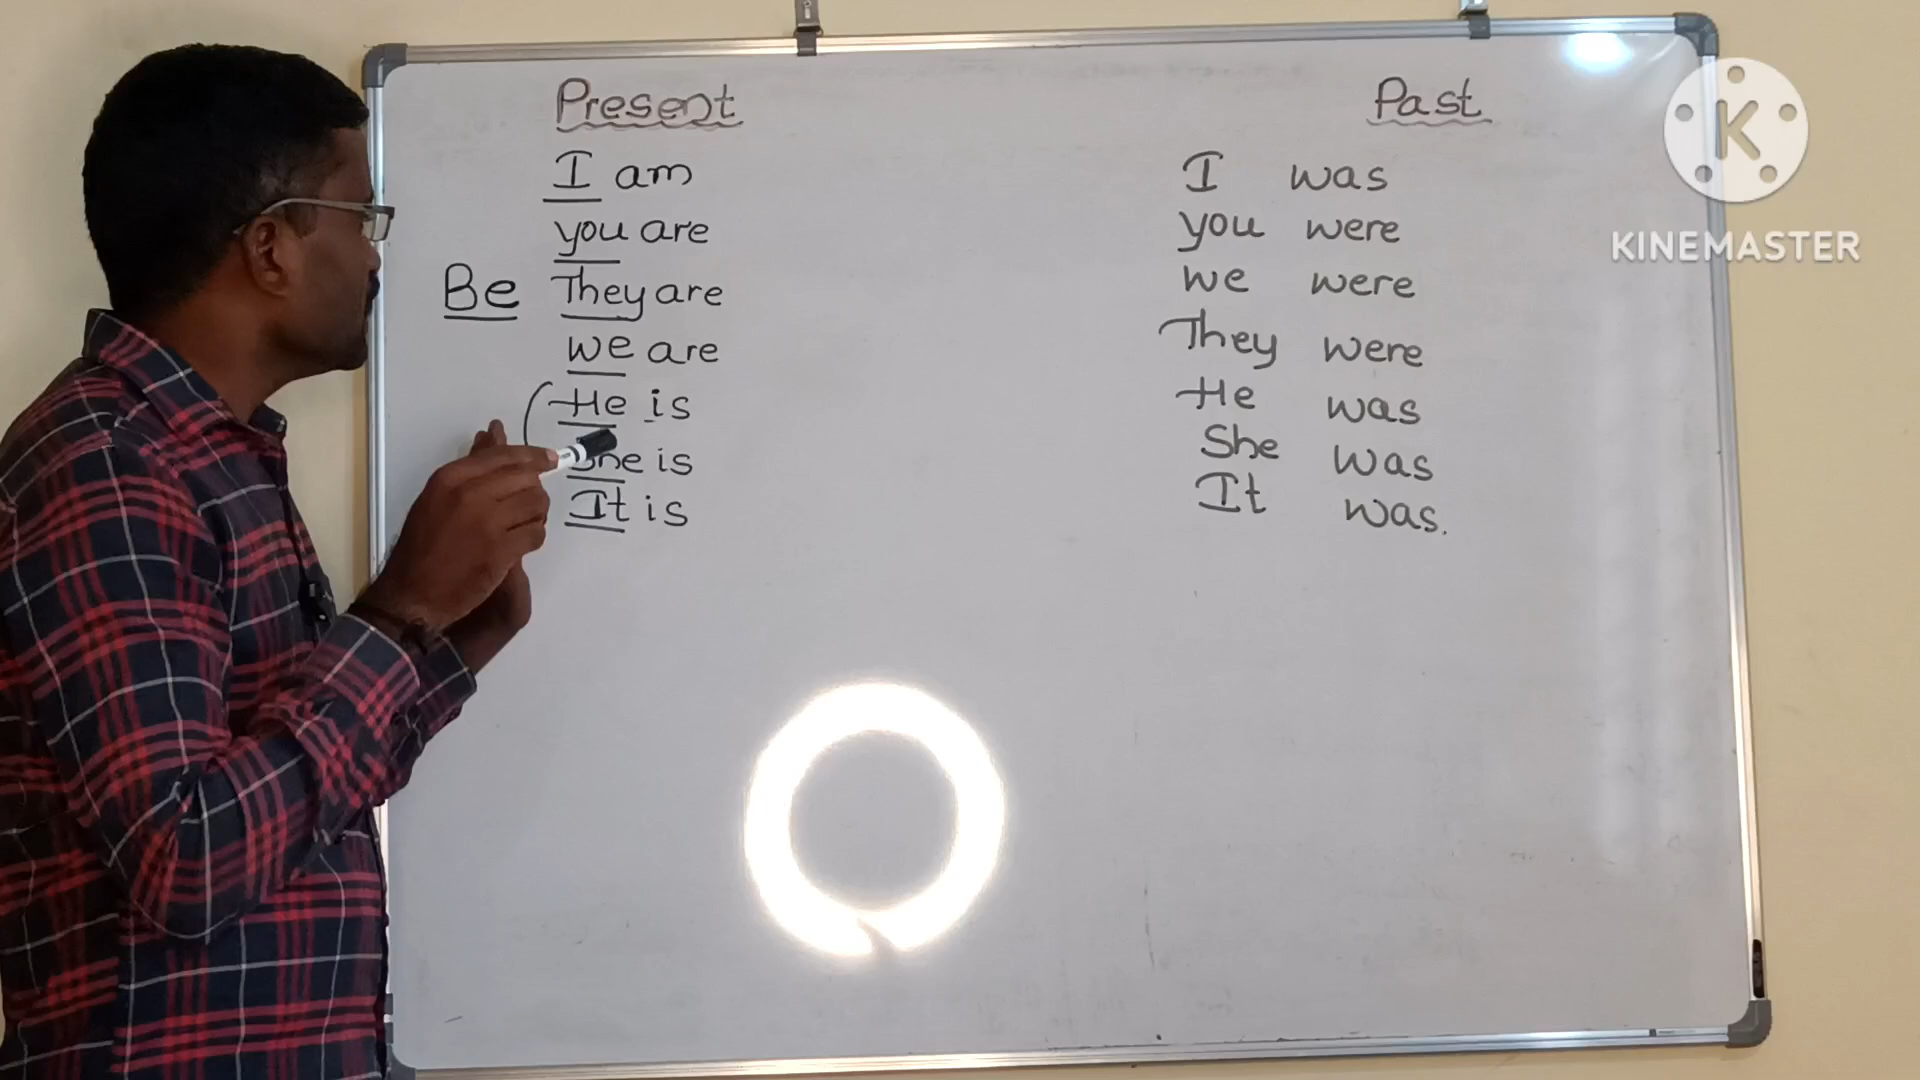 Present
I am
you are
Be They are
we are
He is
She is
It is
Past
I was
you were
we were
They were
He was
She was
It was.
K
KINEMASTER